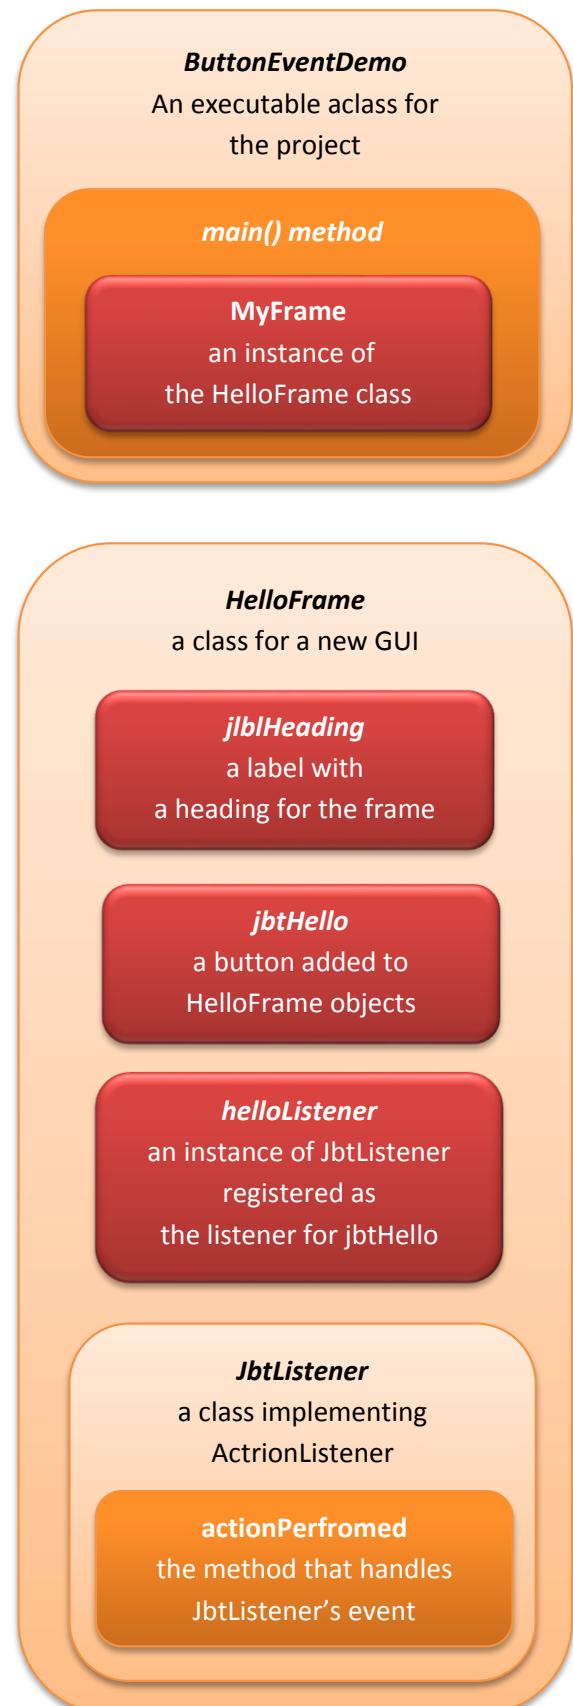 ButtonEventDemo
An executable aclass for
the project
main() method
MyFrame
an instance of
the HelloFrame class
HelloFrame
a class for a new GUI
jlblHeading
a label with
a heading for the frame
jbtHello
a button added to
HelloFrame objects
helloListener
an instance of JbtListener
registered as
the listener for jbtHello
JbtListener
a class implementing
ActrionListener
actionPerfromed
the method that handles
JbtListener’s event